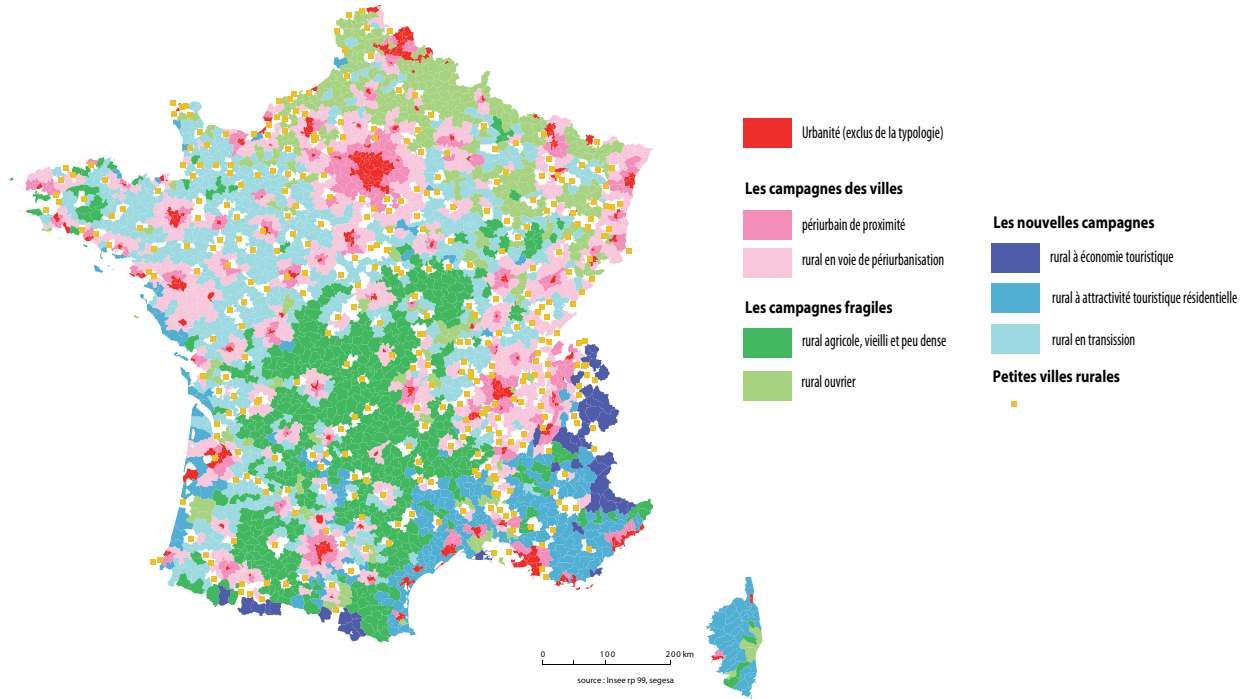 Urbanité (exclus de la typologie)
Les campagnes des villes
périurbain de proximité
rural en voie de périurbanisation
Les campagnes fragiles
rural agricole, vieilli et peu dense
rural ouvrier
Les nouvelles campagnes
rural à économie touristique
rural à attractivité touristique résidentielle
rural en transission
Petites villes rurales
0 100 200 km
source : Insee rp 99, segesa